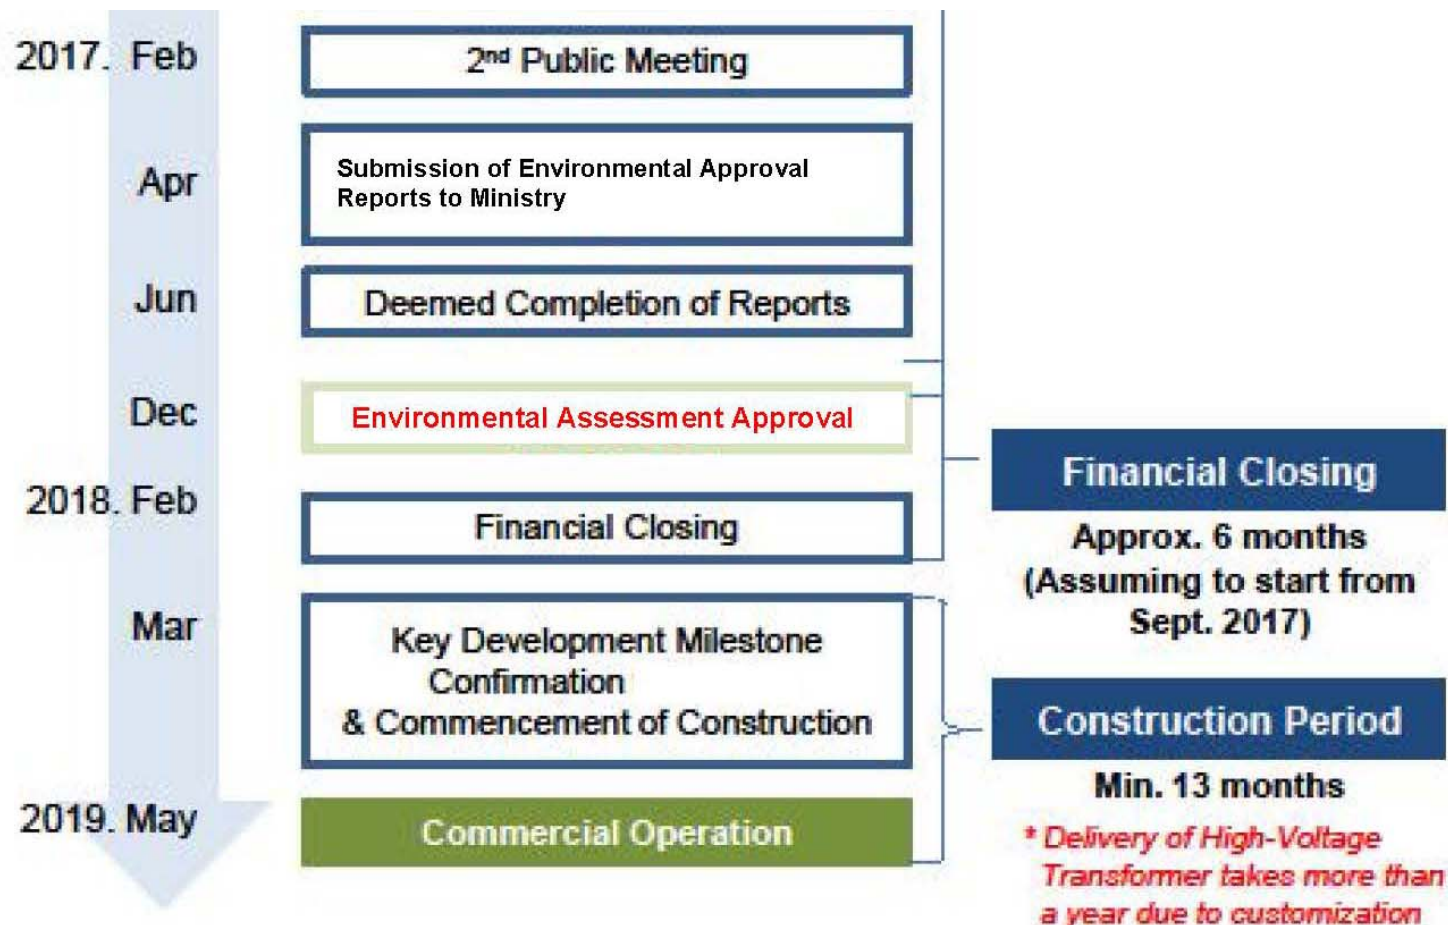 2017. Feb
2nd Public Meeting
Apr
Submission of Environmental Approval
Reports to Ministry
Jun
Deemed Completion of Reports
Dec
Environmental Assessment Approval
2018. Feb
Financial Closing
Financial Closing
Approx. 6 months
(Assuming to start from
Sept. 2017)
Mar
Key Development Milestone
Confirmation
& Commencement of Construction
Construction Period
Min. 13 months
* Delivery of High-Voltage
Transformer takes more than
a year due to customization
2019. May
Commercial Operation